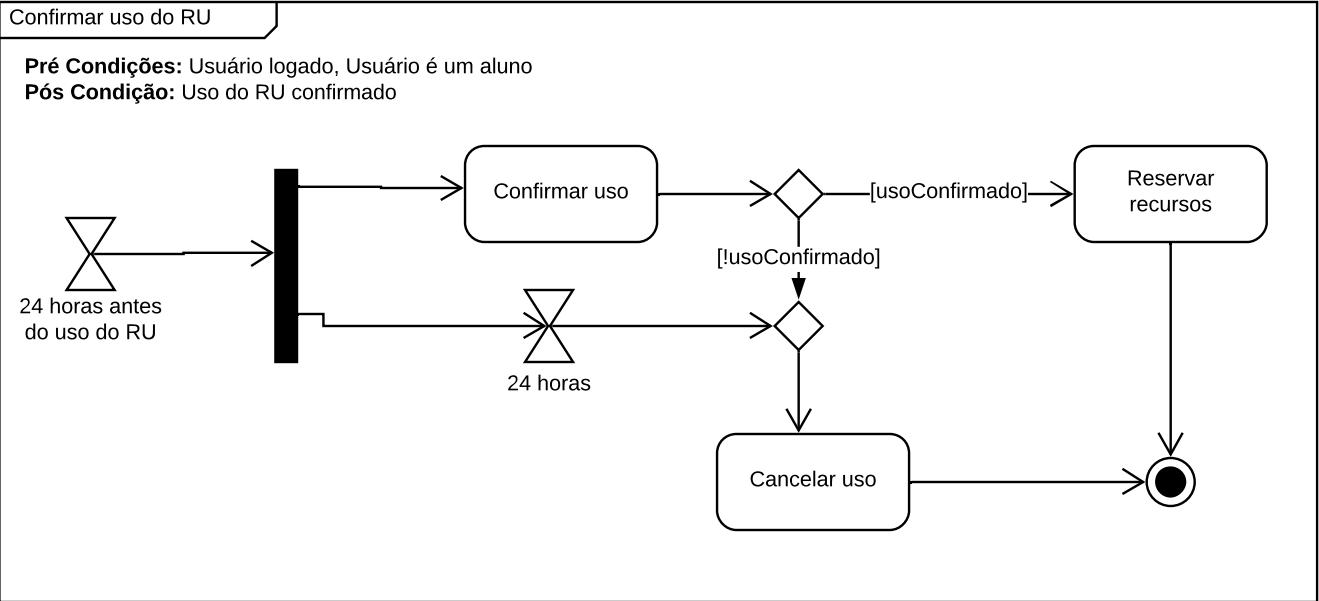 Confirmar uso do RU
Pré Condições: Usuário logado, Usuário é um aluno
Pós Condição: Uso do RU confirmado
Confirmar uso
[usoConfirmado]
Reservar
recursos
[!usoConfirmado]
24 horas antes
do uso do RU
24 horas
Cancelar uso